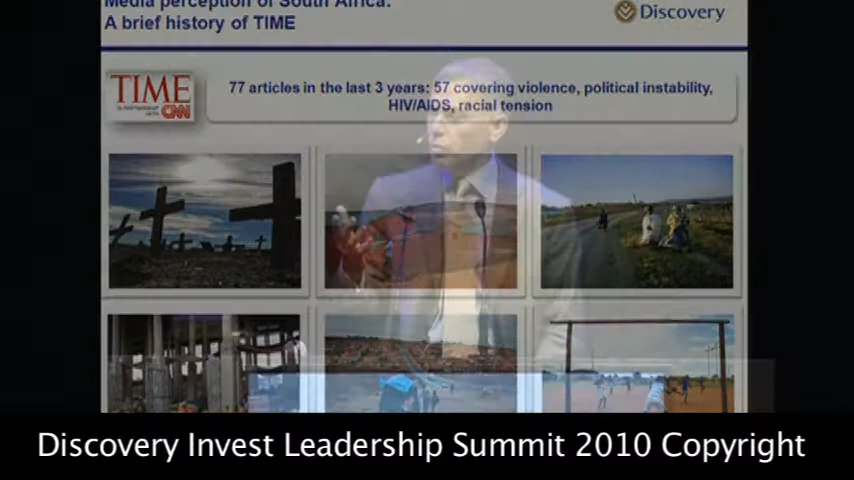 Media perception of South Africa:
A brief history of TIME
Discovery
TIME
CNN
77 articles in the last 3 years: 57 covering violence, political instability,
HIV/AIDS, racial tension
Discovery Invest Leadership Summit 2010 Copyright